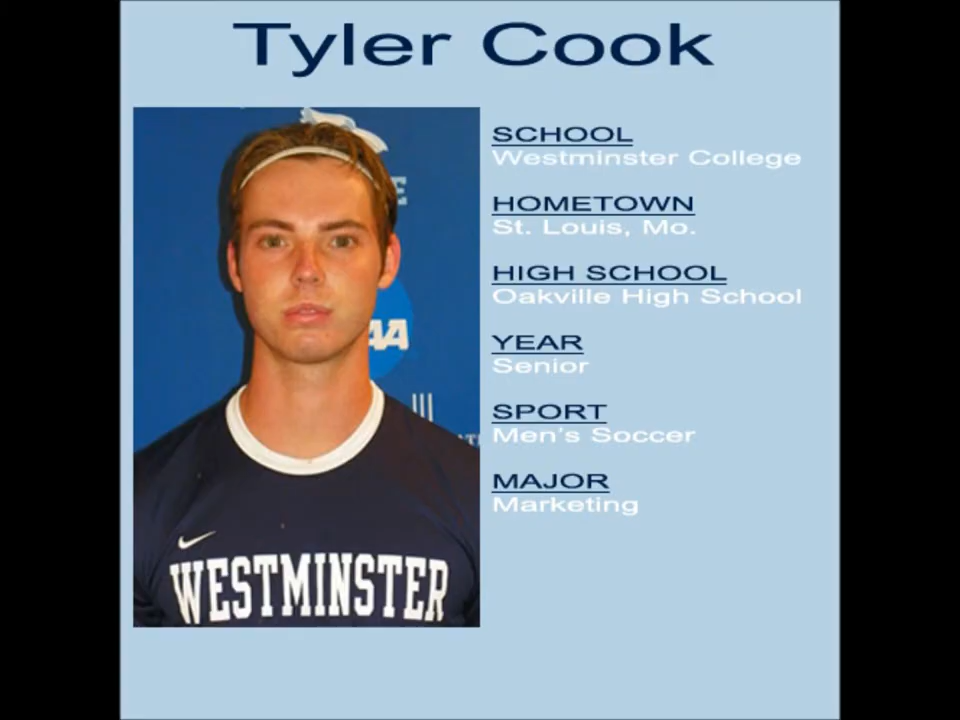 Tyler Cook
SCHOOL
Westminster College
HOMETOWN
St. Louis, Mo.
HIGH SCHOOL
Oakville High School
YEAR
Senior
SPORT
Men's Soccer
MAJOR
Marketing
WESTMINSTER